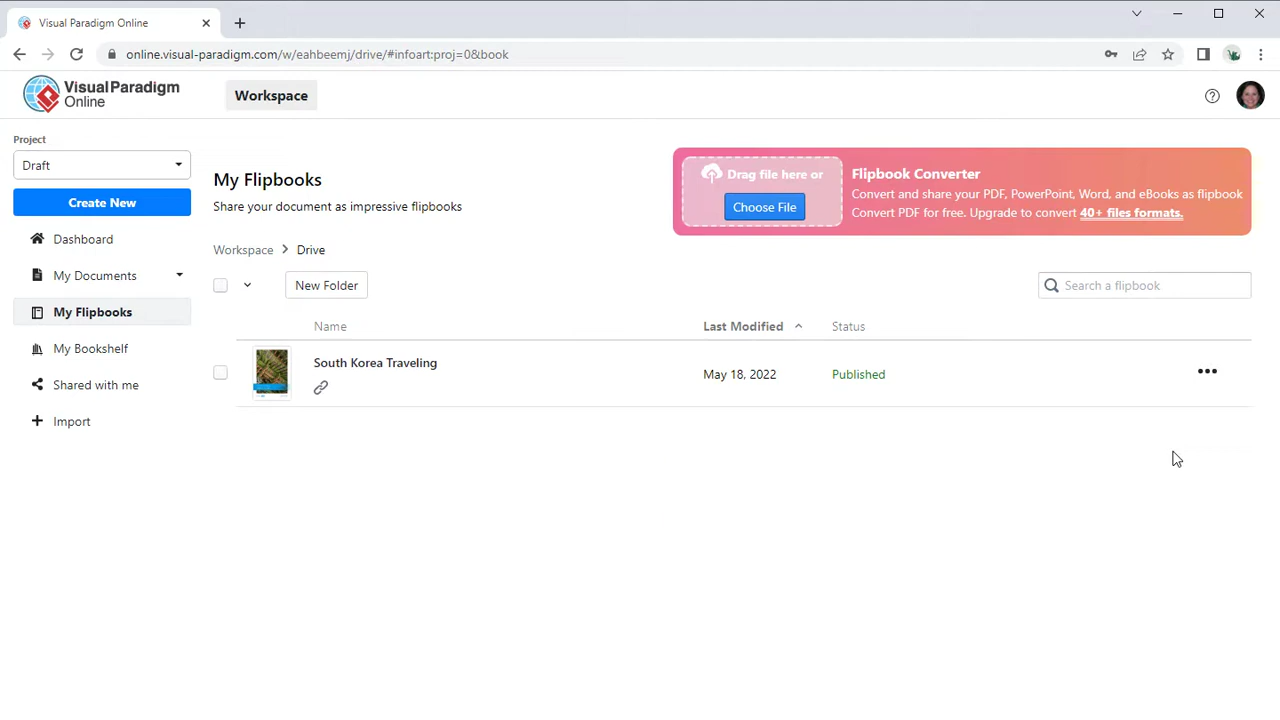 Visual Paradigm Online
online.visual-paradigm.com/w/eahbeemj/drive/#infoart:proj=0&book
VisualParadigm
Online
Workspace
Project
Draft
Create New
Dashboard
My Documents
My Flipbooks
My Bookshelf
Shared with me
Import
My Flipbooks
Share your document as impressive flipbooks
Drag file here or
Choose File
Flipbook Converter
Convert and share your PDF, PowerPoint, Word, and eBooks as flipbook
Convert PDF for free. Upgrade to convert 40+ files formats.
Workspace > Drive
New Folder
Search a flipbook
Name
Last Modified
Status
South Korea Traveling
May 18, 2022
Published